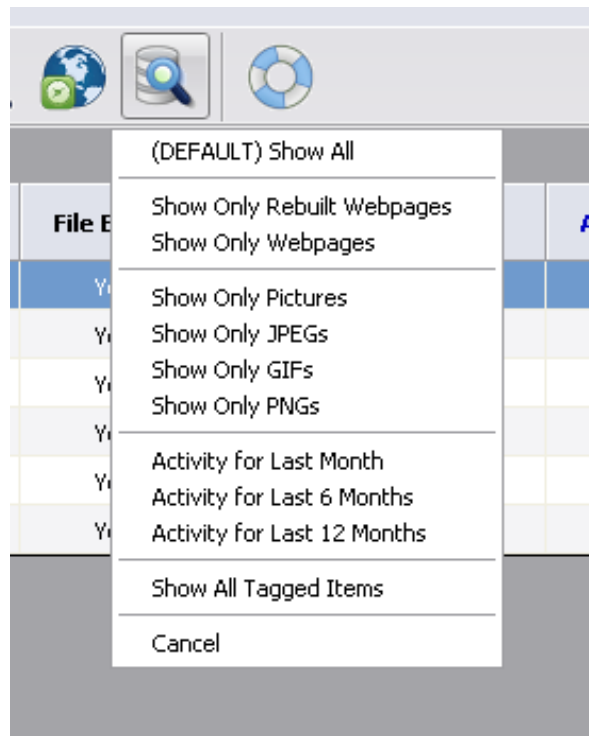 (DEFAULT) Show All
Show Only Rebuilt Webpages
File E
Show Only Webpages
Show Only Pictures
Show Only JPEGs
Show Only GIFs
Show Only PNGs
Activity for Last Month
Activity for Last 6 Months
Activity for Last 12 Months
Show All Tagged Items
Cancel